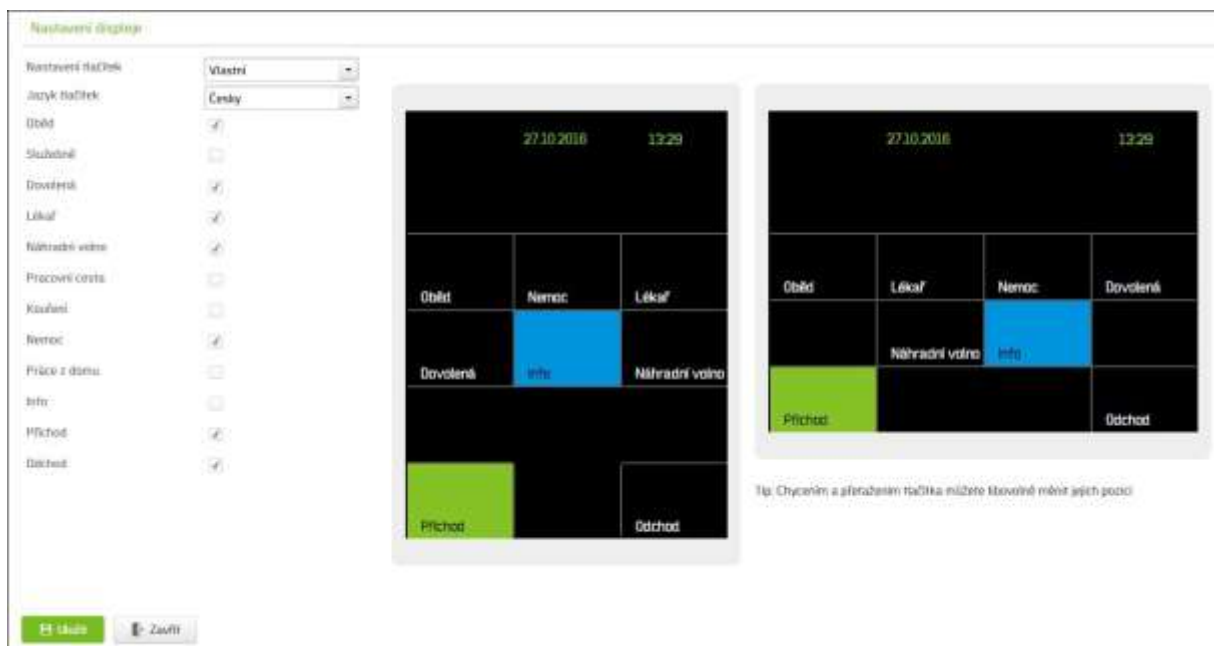 Nastavení displeje
Nastavení tlačítek
Vlastní
Jazyk tlačítek
Česky
Oběd
Služebně
Dovolená
Lékař
Náhradní volno
Pracovní cesta
Kouření
Nemoc
Práce z domu
Info
Příchod
Odchod
27.10.2016 13:29
Oběd Nemoc Lékař
Dovolená Info Náhradní volno
Příchod Odchod
27.10.2016 13:29
Oběd Lékař Nemoc Dovolená
Náhradní volno Info
Příchod Odchod
Tip: Chycením a přetažením tlačítka můžete libovolně měnit jejich pozici
Uložit Zavřít